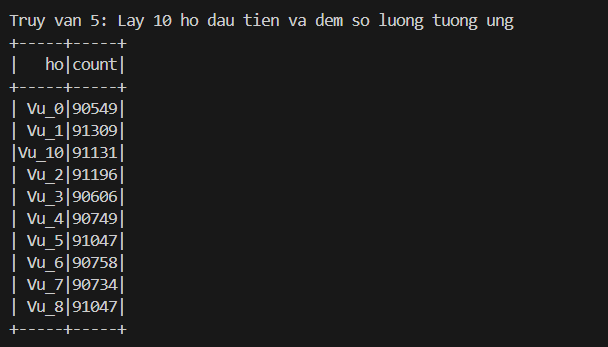 Truy van 5: Lay 10 ho dau tien va dem so luong tuong ung
+-----+-----+
|   ho|count|
+-----+-----+
| Vu_0|90549|
| Vu_1|91309|
|Vu_10|91131|
| Vu_2|91196|
| Vu_3|90606|
| Vu_4|90749|
| Vu_5|91047|
| Vu_6|90758|
| Vu_7|90734|
| Vu_8|91047|
+-----+-----+